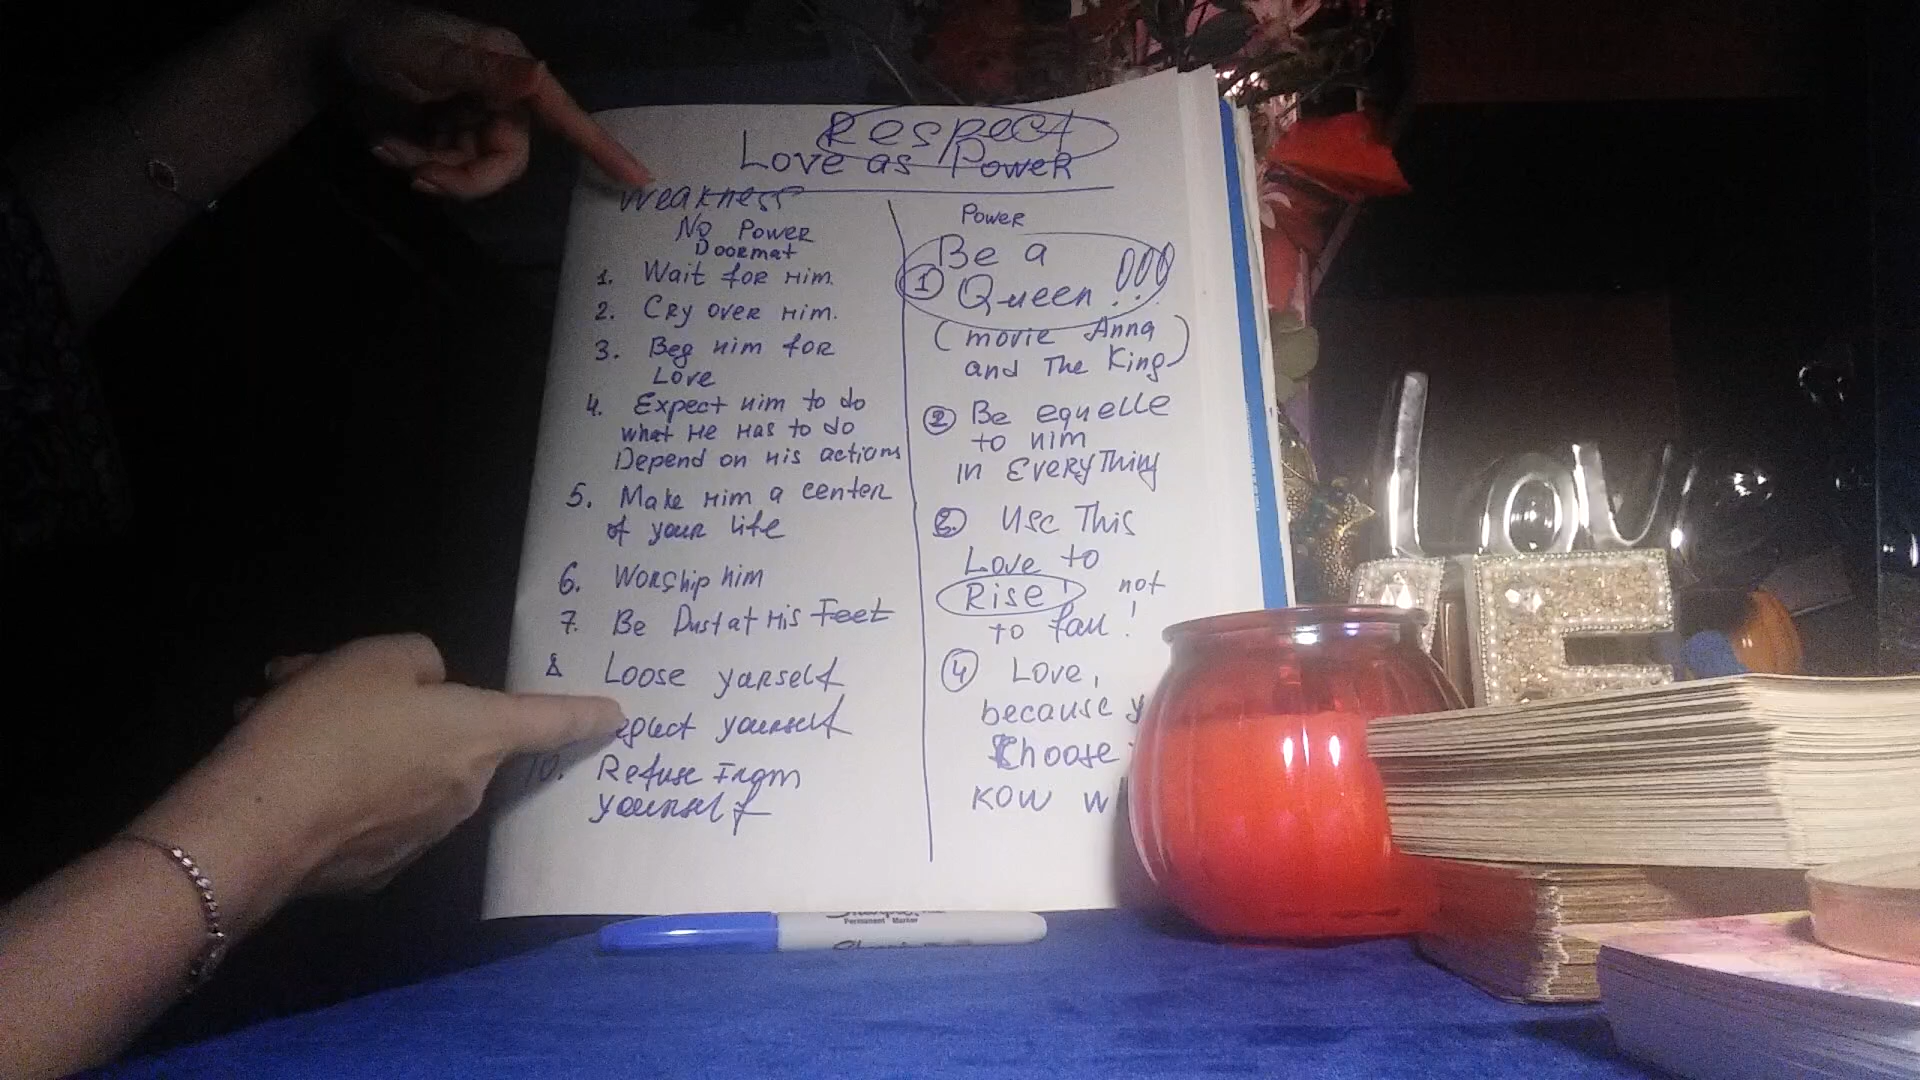 Respect
Love as Power
Weakness
No Power
Doormat
1. Wait for Him.
2. Cry over Him.
3. Beg him for
Love
4. Expect him to do
what He Has to do
Depend on his actions
5. Make Him a center
of your life
6. Worship him
7. Be Dust at His Feet
8 Loose yarself
eglect yourself
10. Refuse From
yourself
Power
Be a
1 Queen!!!
(movie Anna
and The King)
2 Be equelle
to him
in EveryThing
3. Use This
Love to
Rise! not
to fall!
4 Love,
because y
Choose
KOW W
Permanent Marker
LOV
E